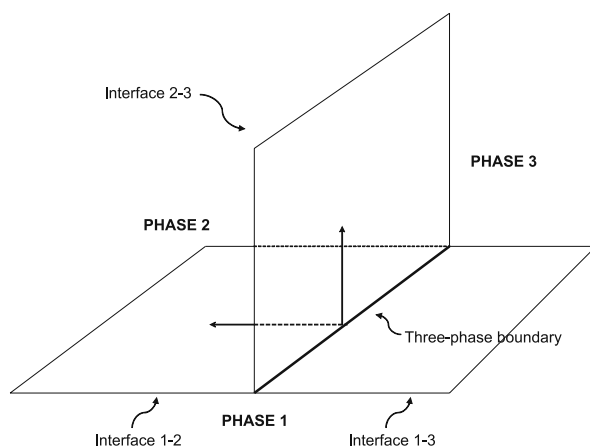 Interface 2-3
PHASE 3
PHASE 2
Three-phase boundary
PHASE 1
Interface 1-2
Interface 1-3